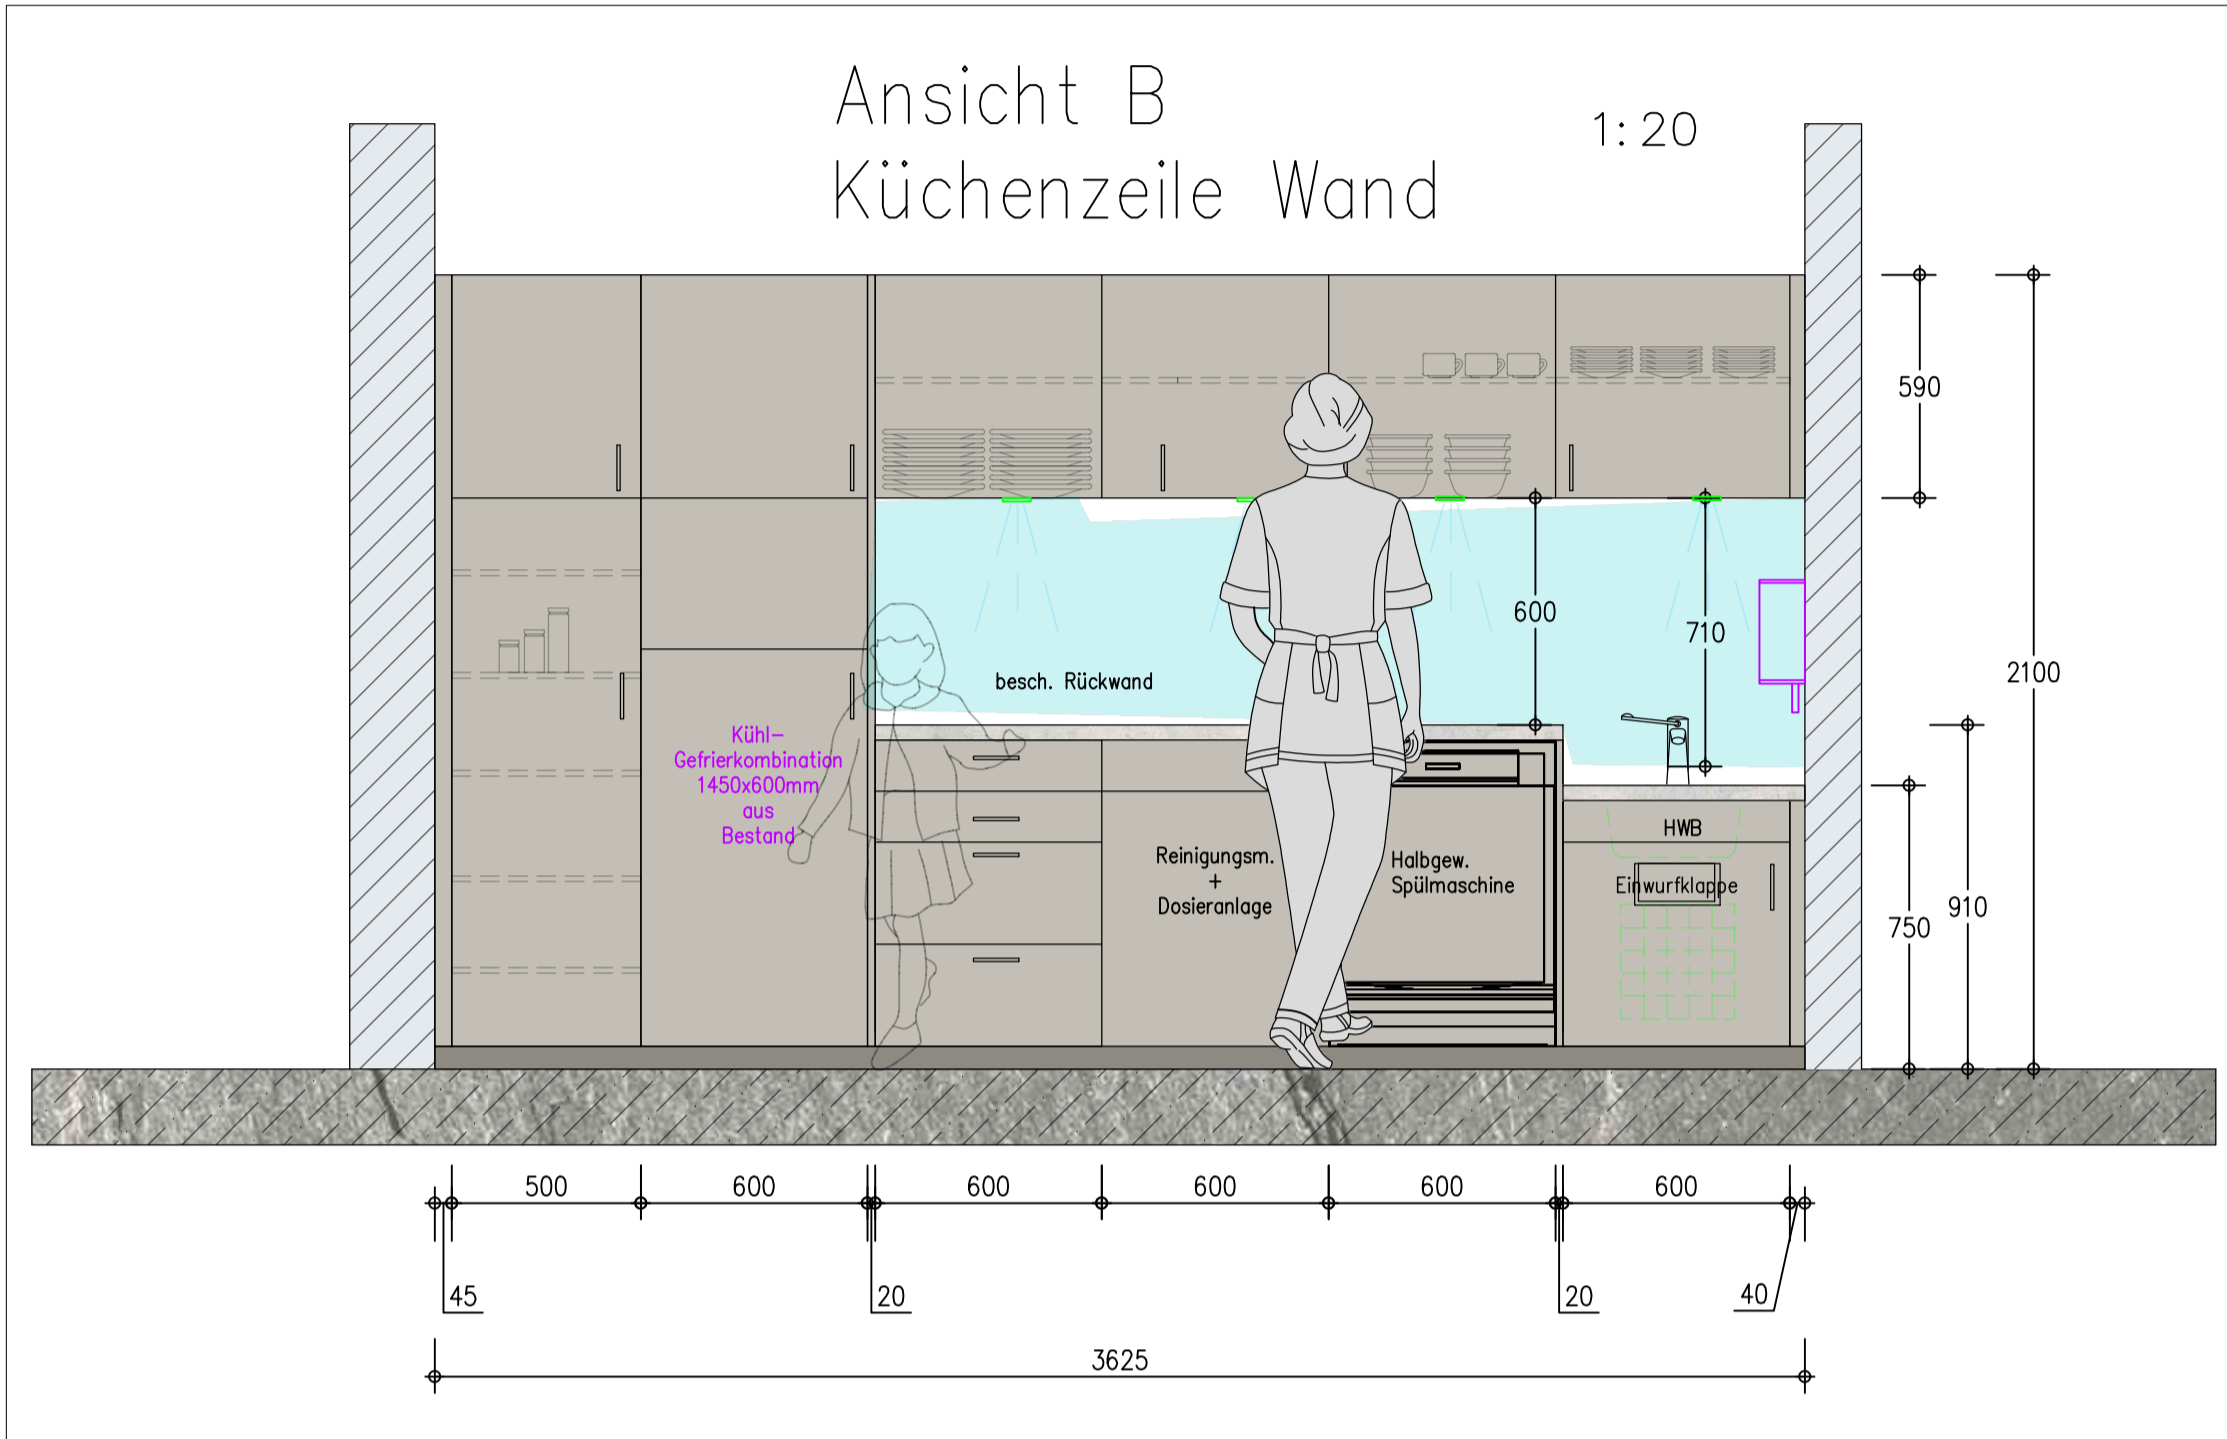 Ansicht B
1:20
Küchenzeile Wand
590
600
710
2100
besch. Rückwand
Kühl-
Gefrierkombination
1450x600mm
aus
Bestand
HWB
Reinigungsm.
+
Dosieranlage
Halbgew.
Spülmaschine
Einwurfklappe
750
910
500
600
600
600
600
600
45
20
20
40
3625